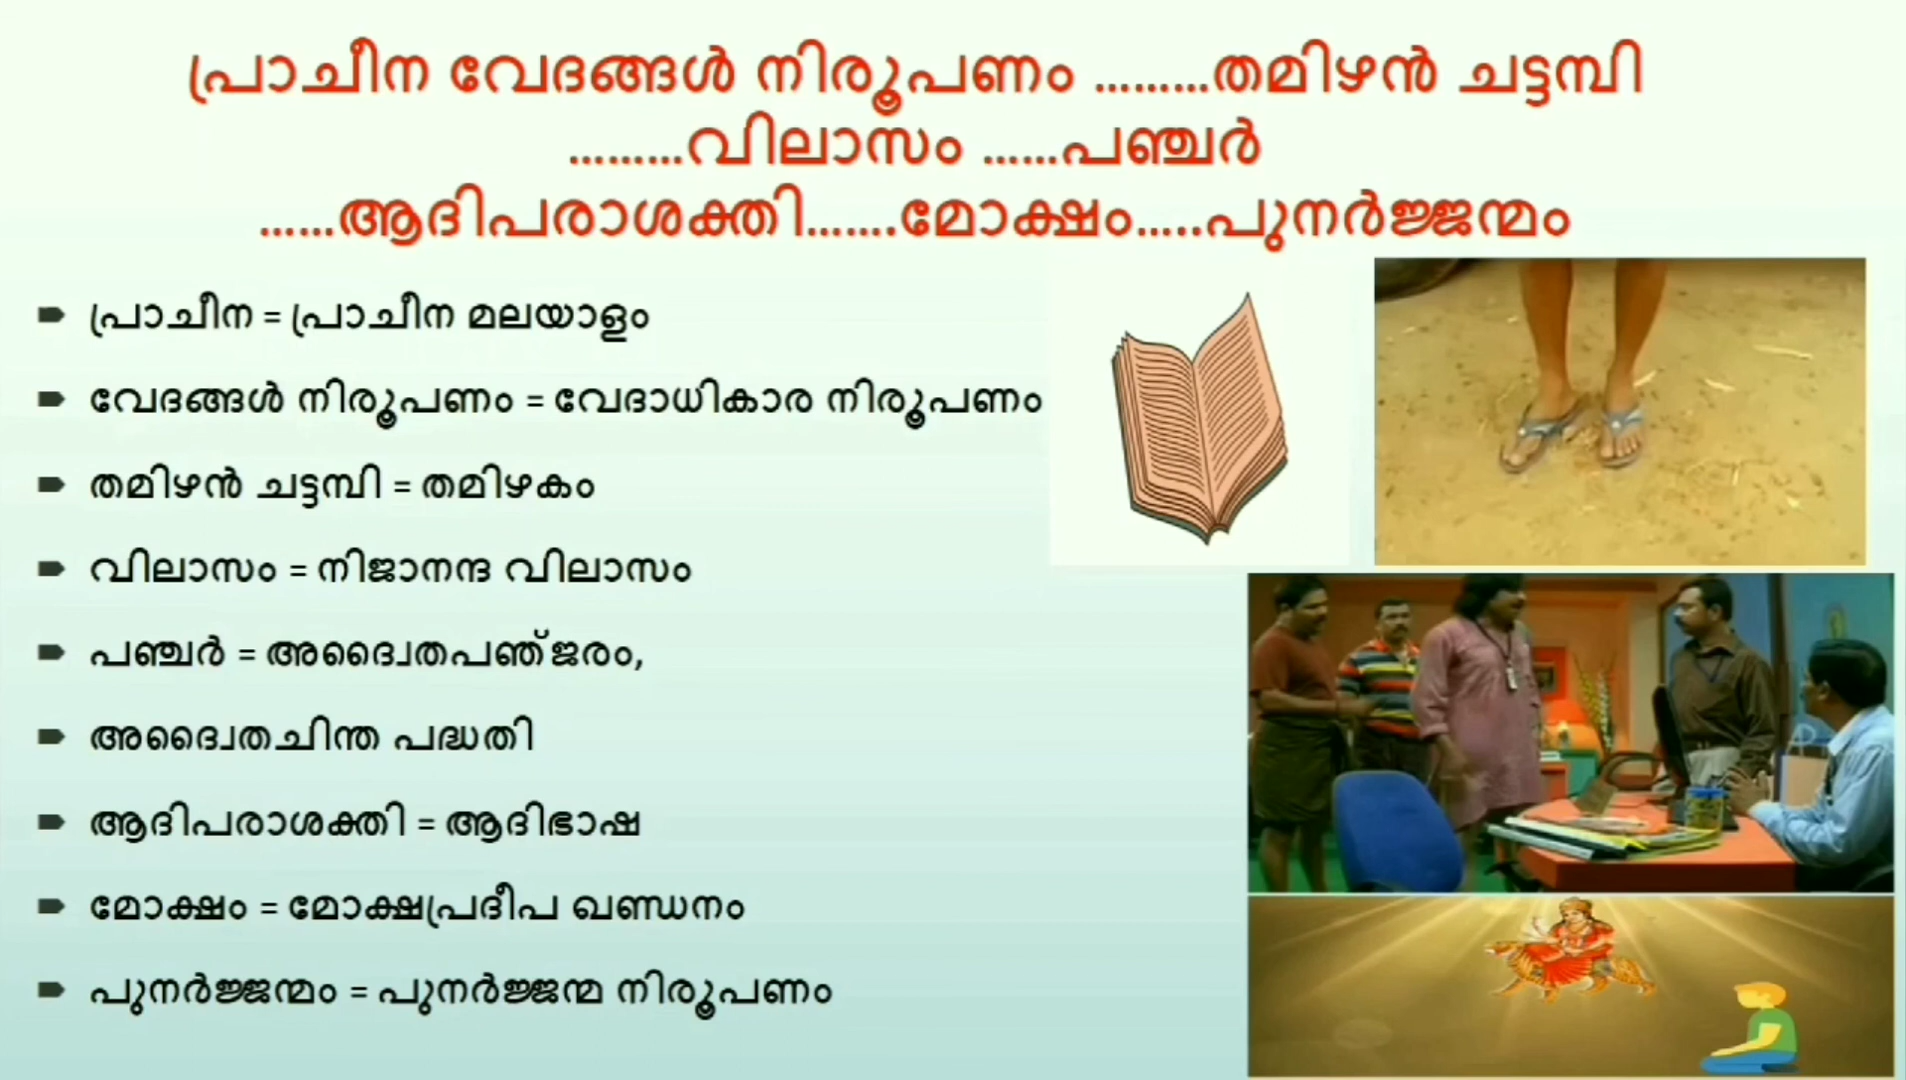 പ്രാചീന വേദങ്ങൾ നിരൂപണം .........തമിഴൻ ചട്ടമ്പി
.........വിലാസം ......പഞ്ചർ
......ആദിപരാശക്തി.......മോക്ഷം.....പുനർജ്ജന്മം
പ്രാചീന = പ്രാചീന മലയാളം
വേദങ്ങൾ നിരൂപണം = വേദാധികാര നിരൂപണം
തമിഴൻ ചട്ടമ്പി = തമിഴകം
വിലാസം = നിജാനന്ദ വിലാസം
പഞ്ചർ = അദ്വൈതപഞ്ജരം,
അദ്വൈതചിന്ത പദ്ധതി
ആദിപരാശക്തി = ആദിഭാഷ
മോക്ഷം = മോക്ഷപ്രദീപ ഖണ്ഡനം
പുനർജ്ജന്മം = പുനർജ്ജന്മ നിരൂപണം